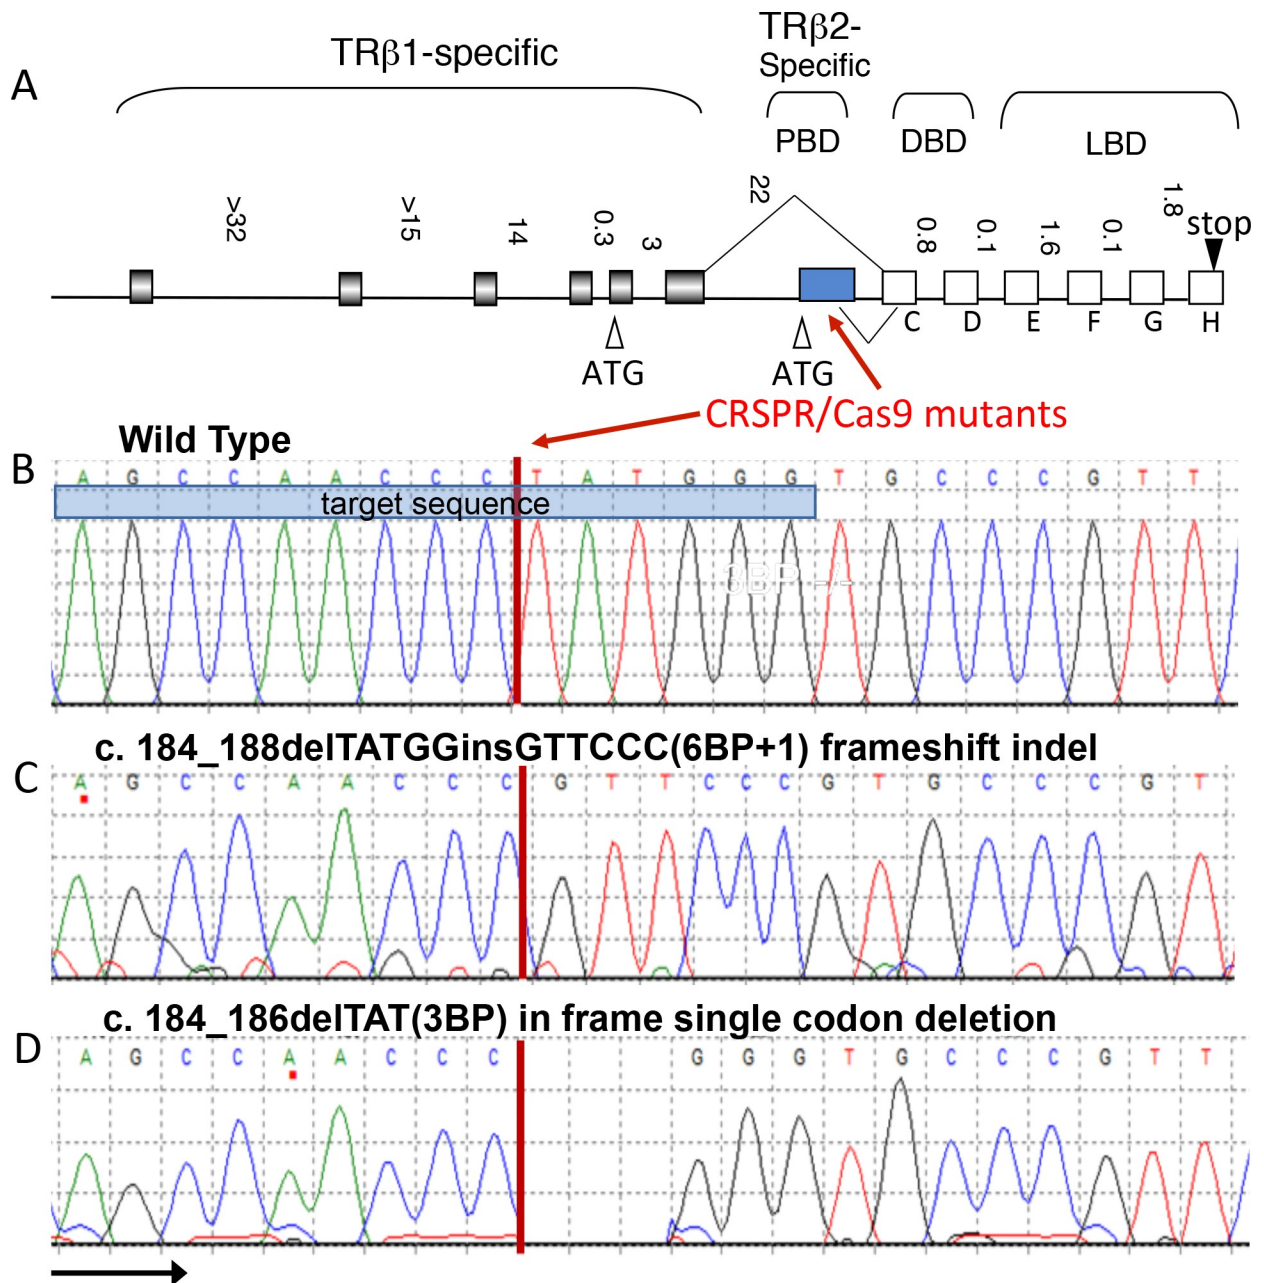 A
TRβ1-specific
TRβ2-
Specific
PBD
DBD
LBD
>32
>15
14
0.3
3
22
0.8
0.1
1.6
0.1
1.8
stop
C D E F G H
ATG
ATG
CRSPR/Cas9 mutants
Wild Type
B
A G C C A A C C C T A T G G G T G C C C G T T
target sequence
3BP -/-
c. 184_188delTATGGinsGTTCCC(6BP+1) frameshift indel
C
A G C C A A C C C G T T C C C G T G C C C G T
c. 184_186delTAT(3BP) in frame single codon deletion
D
A G C C A A C C C G G G T G C C C G T T